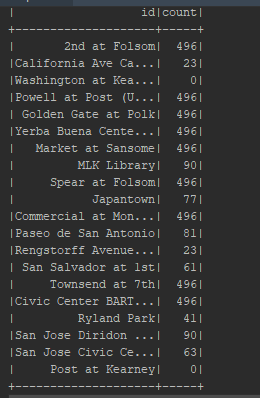 | id|count|
+--------------------+-----+
| 2nd at Folsom| 496|
|California Ave Ca...| 23|
|Washington at Kea...| 0|
|Powell at Post (U...| 496|
| Golden Gate at Polk| 496|
|Yerba Buena Cente...| 496|
| Market at Sansome| 496|
| MLK Library| 90|
| Spear at Folsom| 496|
| Japantown| 77|
|Commercial at Mon...| 496|
|Paseo de San Antonio| 81|
|Rengstorff Avenue...| 23|
| San Salvador at 1st| 61|
| Townsend at 7th| 496|
|Civic Center BART...| 496|
| Ryland Park| 41|
|San Jose Diridon ...| 90|
|San Jose Civic Ce...| 63|
| Post at Kearney| 0|
+--------------------+-----+